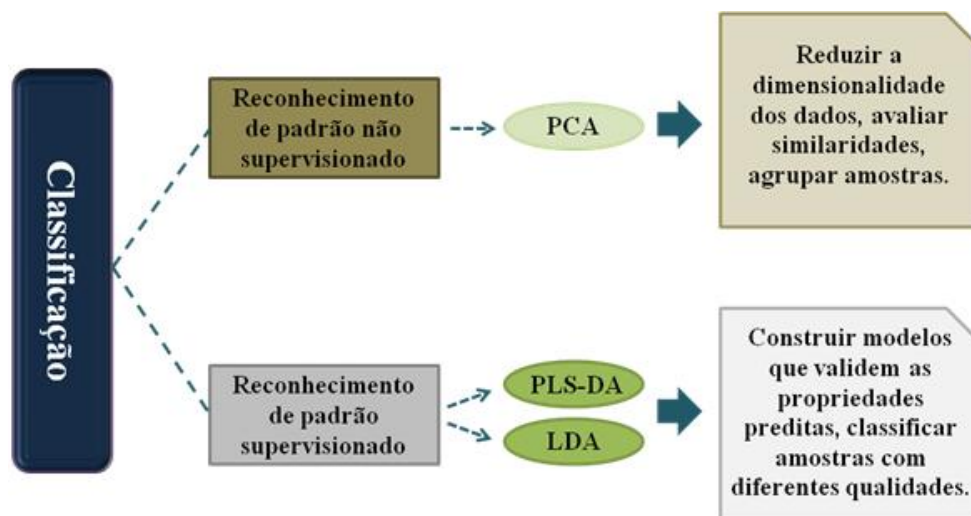 Classificação
Reconhecimento
de padrão não
supervisionado
PCA
Reduzir a
dimensionalidade
dos dados, avaliar
similaridades,
agrupar amostras.
Reconhecimento
de padrão
supervisionado
PLS-DA
LDA
Construir modelos
que validem as
propriedades
preditas, classificar
amostras com
diferentes qualidades.